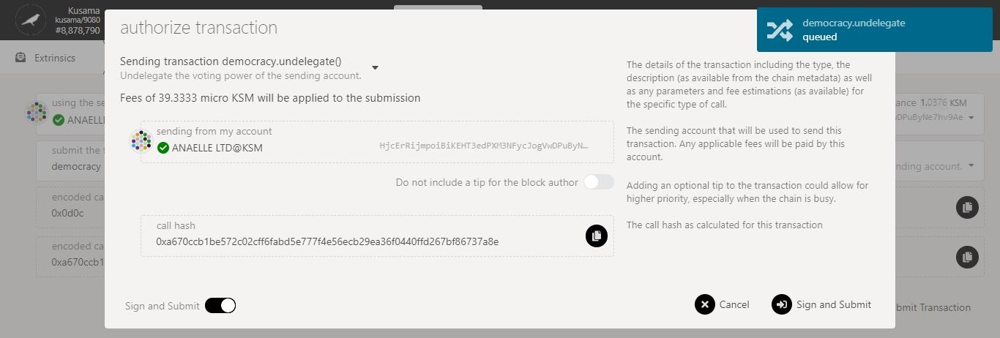 Kusama
kusama/9080
#8,878,790
Extrinsics
authorize transaction
Sending transaction democracy.undelegate()
Undelegate the voting power of the sending account.
Fees of 39.3333 micro KSM will be applied to the submission
sending from my account
ANAELLE LTD@KSM
HjcErRijmpoiBiKEHT3edPXM3NFycJogVwDPuByN…
Do not include a tip for the block author
call hash
0xa670ccb1be572c02cff6fabd5e777f4e56ecb29ea36f0440ffd267bf86737a8e
Sign and Submit
Cancel
Sign and Submit
The details of the transaction including the type, the
description (as available from the chain metadata) as well
as any parameters and fee estimations (as available) for
the specific type of call.
The sending account that will be used to send this
transaction. Any applicable fees will be paid by this
account.
Adding an optional tip to the transaction could allow for
higher priority, especially when the chain is busy.
The call hash as calculated for this transaction
democracy.undelegate
queued
using the se
ANAELLE
submit the f
democracy
encoded ca
0x0d0c
encoded ca
0xa670ccb1
ance 1.0376 KSM
DPuByNe7hv9Ae
nding account.
bmit Transaction